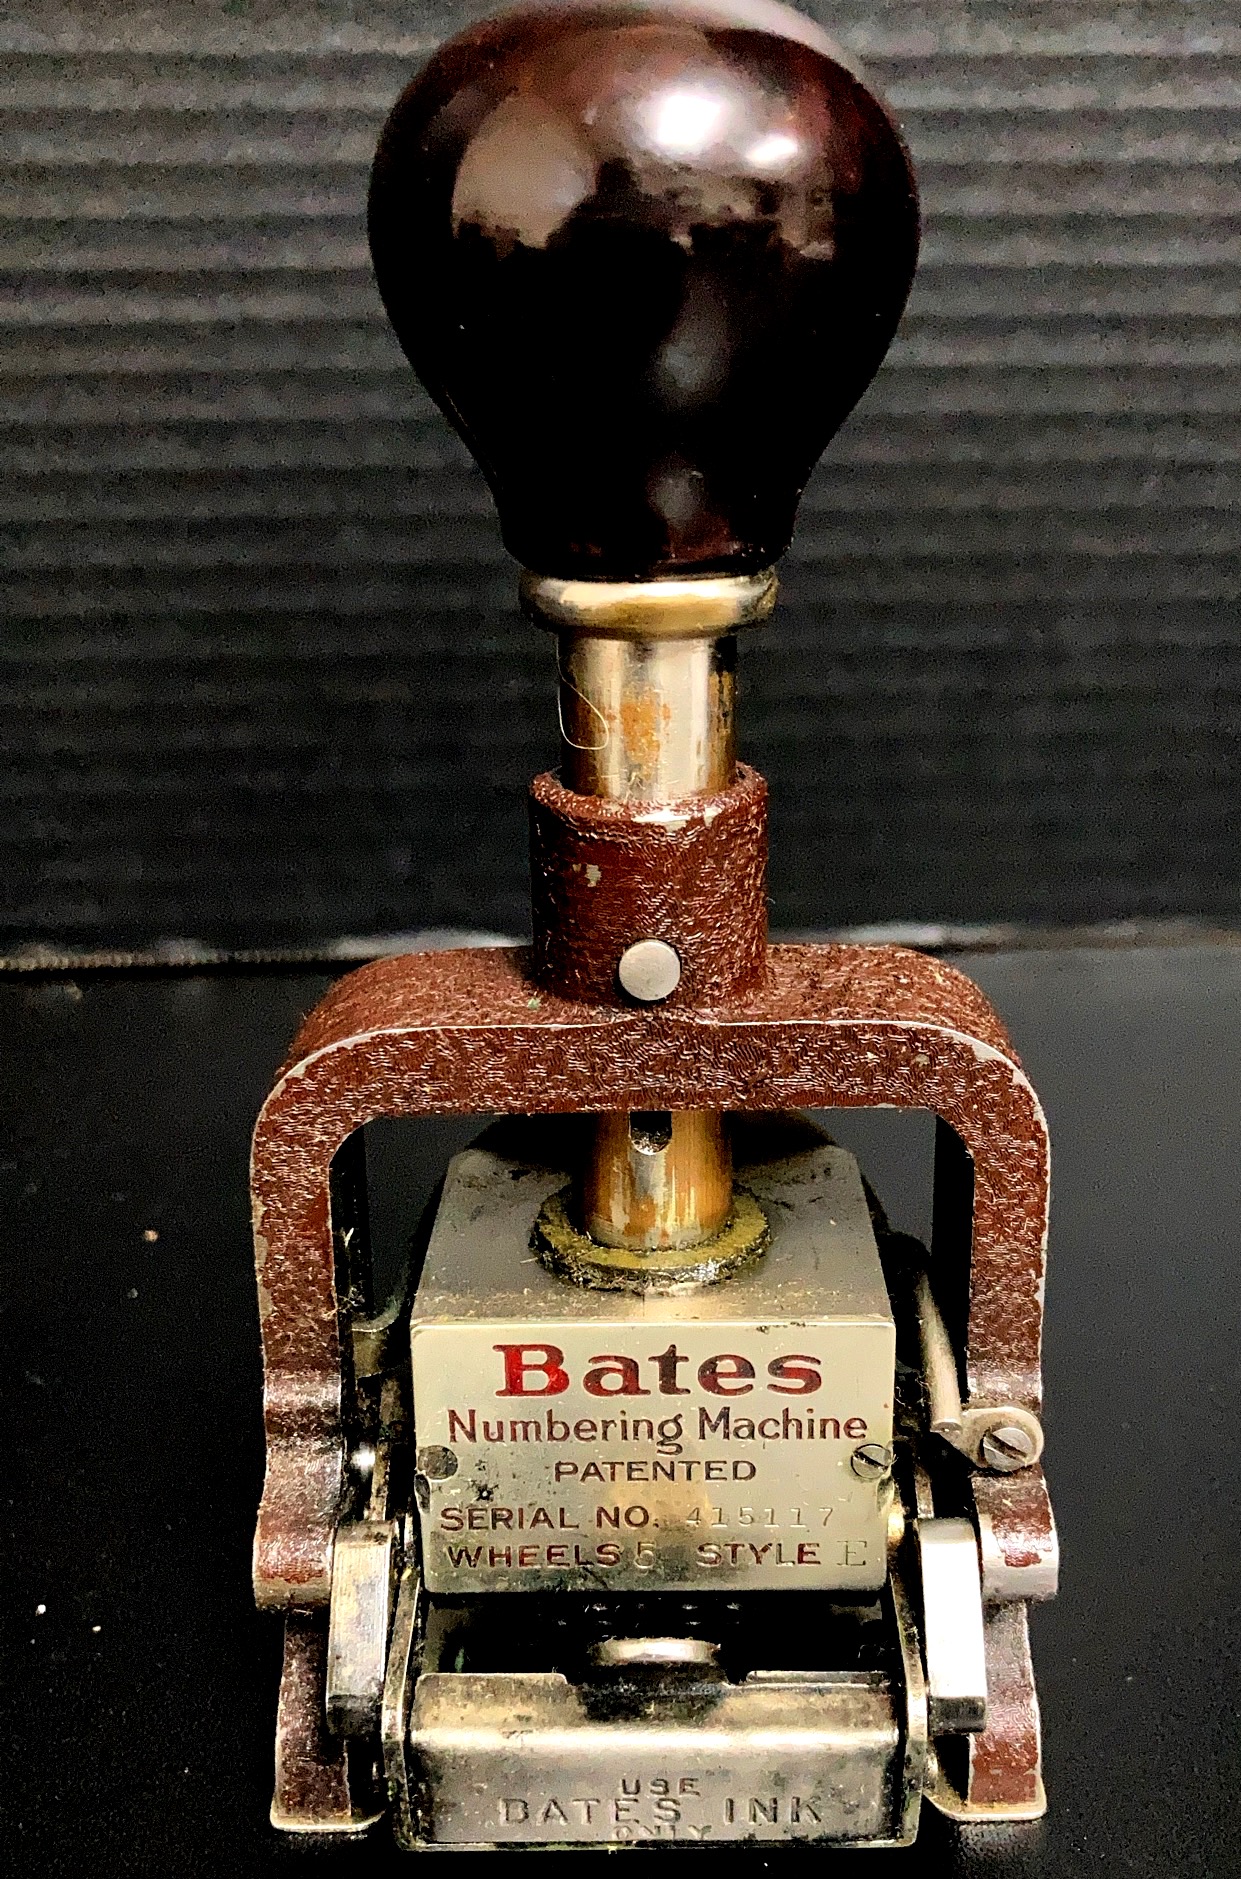 Bates
Numbering Machine
PATENTED
SERIAL NO. 415117
WHEELS 5 STYLE E
USE
BATES INK
ONLY